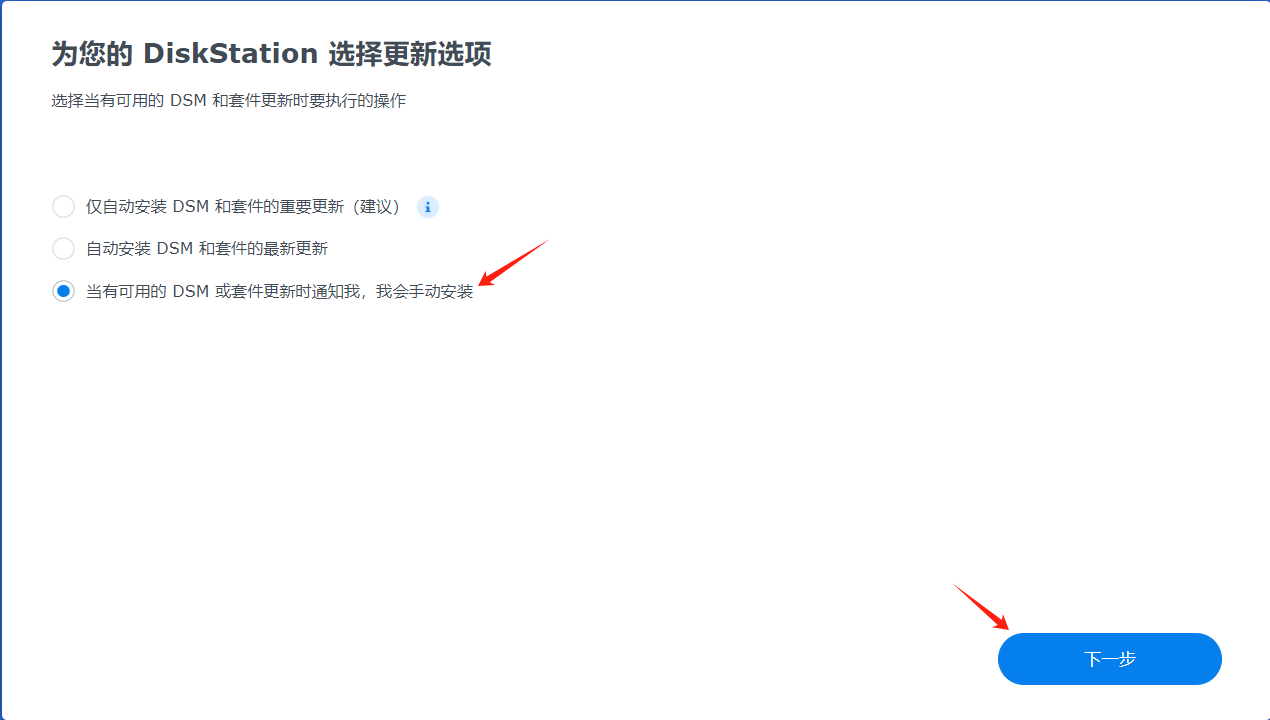 为您的 DiskStation 选择更新选项
选择当有可用的 DSM 和套件更新时要执行的操作
仅自动安装 DSM 和套件的重要更新（建议）
自动安装 DSM 和套件的最新更新
当有可用的 DSM 或套件更新时通知我，我会手动安装
下一步